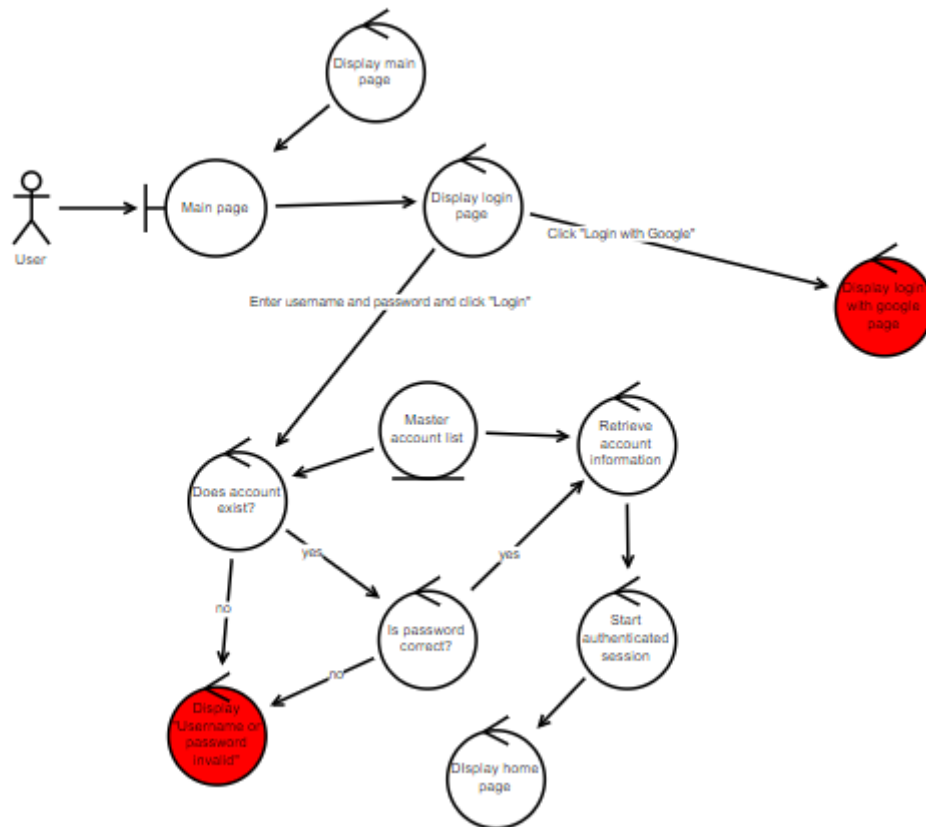 Display main
page
Main page
User
Display login
page
Click "Login with Google"
Display login
with google
page
Enter username and password and click "Login"
Master
account list
Retrieve
account
information
Does account
exist?
yes
yes
no
Is password
correct?
Start
authenticated
session
no
Display
"Username or
password
invalid"
Display home
page